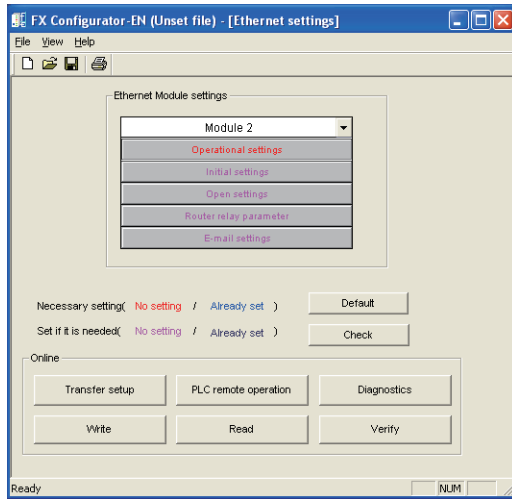 FX Configurator-EN (Unset file) - [Ethernet settings]
File View Help
Ethernet Module settings
Module 2
Operational settings
Initial settings
Open settings
Router relay parameter
E-mail settings
Necessary setting( No setting / Already set ) Default
Set if it is needed( No setting / Already set ) Check
Online
Transfer setup PLC remote operation Diagnostics
Write Read Verify
Ready NUM